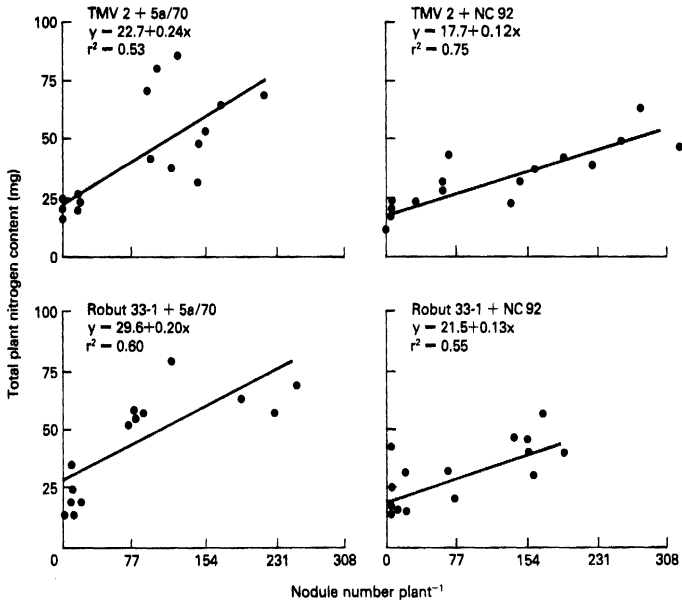 TMV 2 + 5a/70
y = 22.7+0.24x
r² = 0.53
TMV 2 + NC 92
y = 17.7+0.12x
r² = 0.75
100
75
50
25
0
Robut 33-1 + 5a/70
y = 29.6+0.20x
r² = 0.60
Robut 33-1 + NC 92
y = 21.5+0.13x
r² = 0.55
100
75
50
25
0 77 154 231 308
0 77 154 231 308
Total plant nitrogen content (mg)
Nodule number plant⁻¹